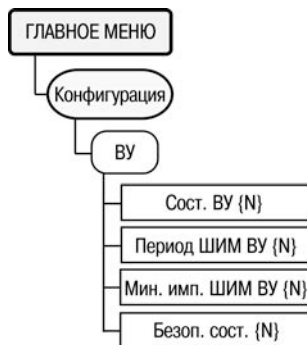 ГЛАВНОЕ МЕНЮ
Конфигурация
ВУ
Сост. ВУ {N}
Период ШИМ ВУ {N}
Мин. имп. ШИМ ВУ {N}
Безоп. сост. {N}